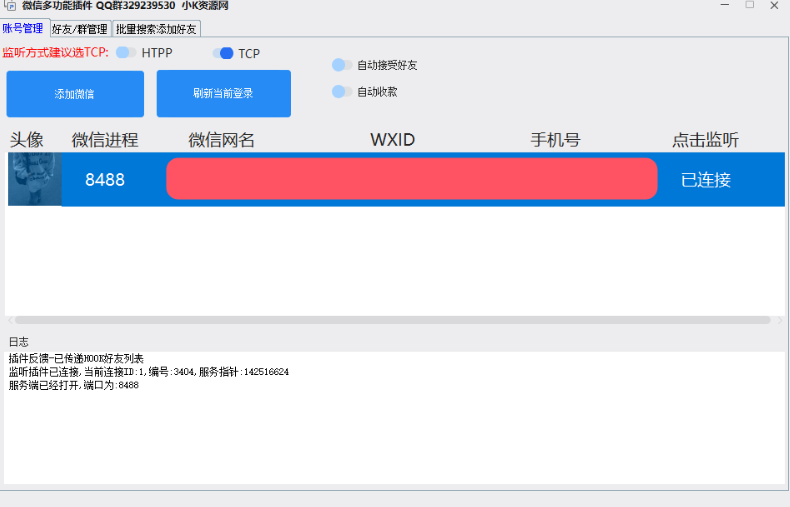 微信多功能插件 QQ群329239530 小K资源网
账号管理 好友/群管理 批量搜索添加好友
监听方式建议选TCP: HTPP TCP
自动接受好友
添加微信 刷新当前登录
自动收款
头像 微信进程 微信网名 WXID 手机号 点击监听
8488 已连接
日志
插件反馈-已传递HOOK好友列表
监听插件已连接,当前连接ID:1,编号:3404,服务指针:142516624
服务端已经打开,端口为:8488